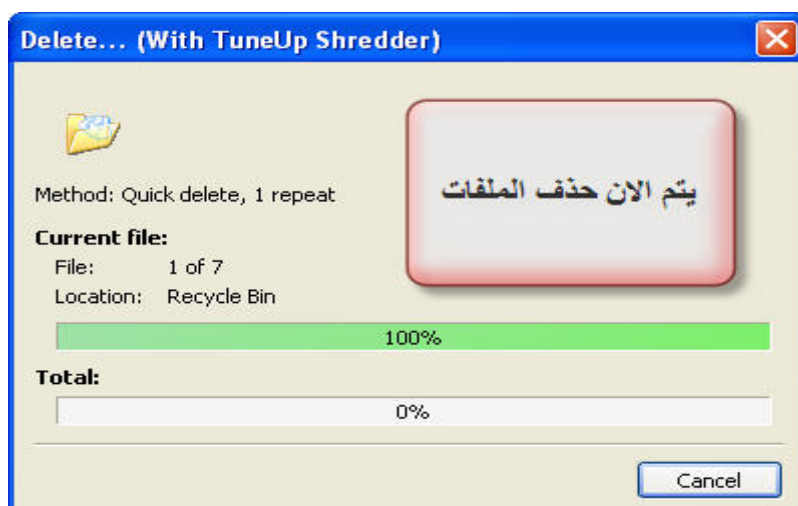 Delete... (With TuneUp Shredder)
يتم الان حذف الملفات
Method: Quick delete, 1 repeat
Current file:
File: 1 of 7
Location: Recycle Bin
100%
Total:
0%
Cancel